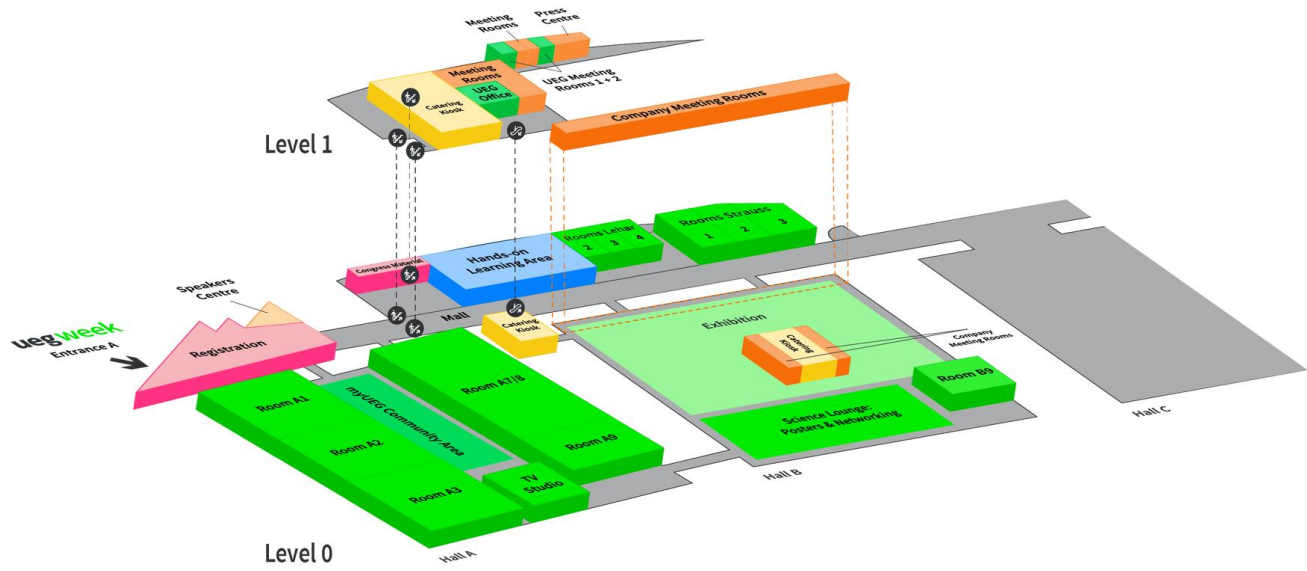 Meeting
Rooms
Press
Centre
Meeting
Rooms
UEG
Office
Catering
Kiosk
UEG Meeting
Rooms 1 + 2
Company Meeting Rooms
Level 1
Rooms Strauss
1 2 3
Rooms Lehar
2 3 4
Hands-on
Learning Area
Congress Material
Speakers
Centre
uegweek
Entrance A
Registration
Mall
Catering
Kiosk
Exhibition
Catering
Kiosk
Company
Meeting Rooms
Room A7/8
Room B9
Room A1
myUEG Community Area
Science Lounge:
Posters & Networking
Hall C
Room A2
Room A9
Room A3
TV
Studio
Hall B
Level 0
Hall A